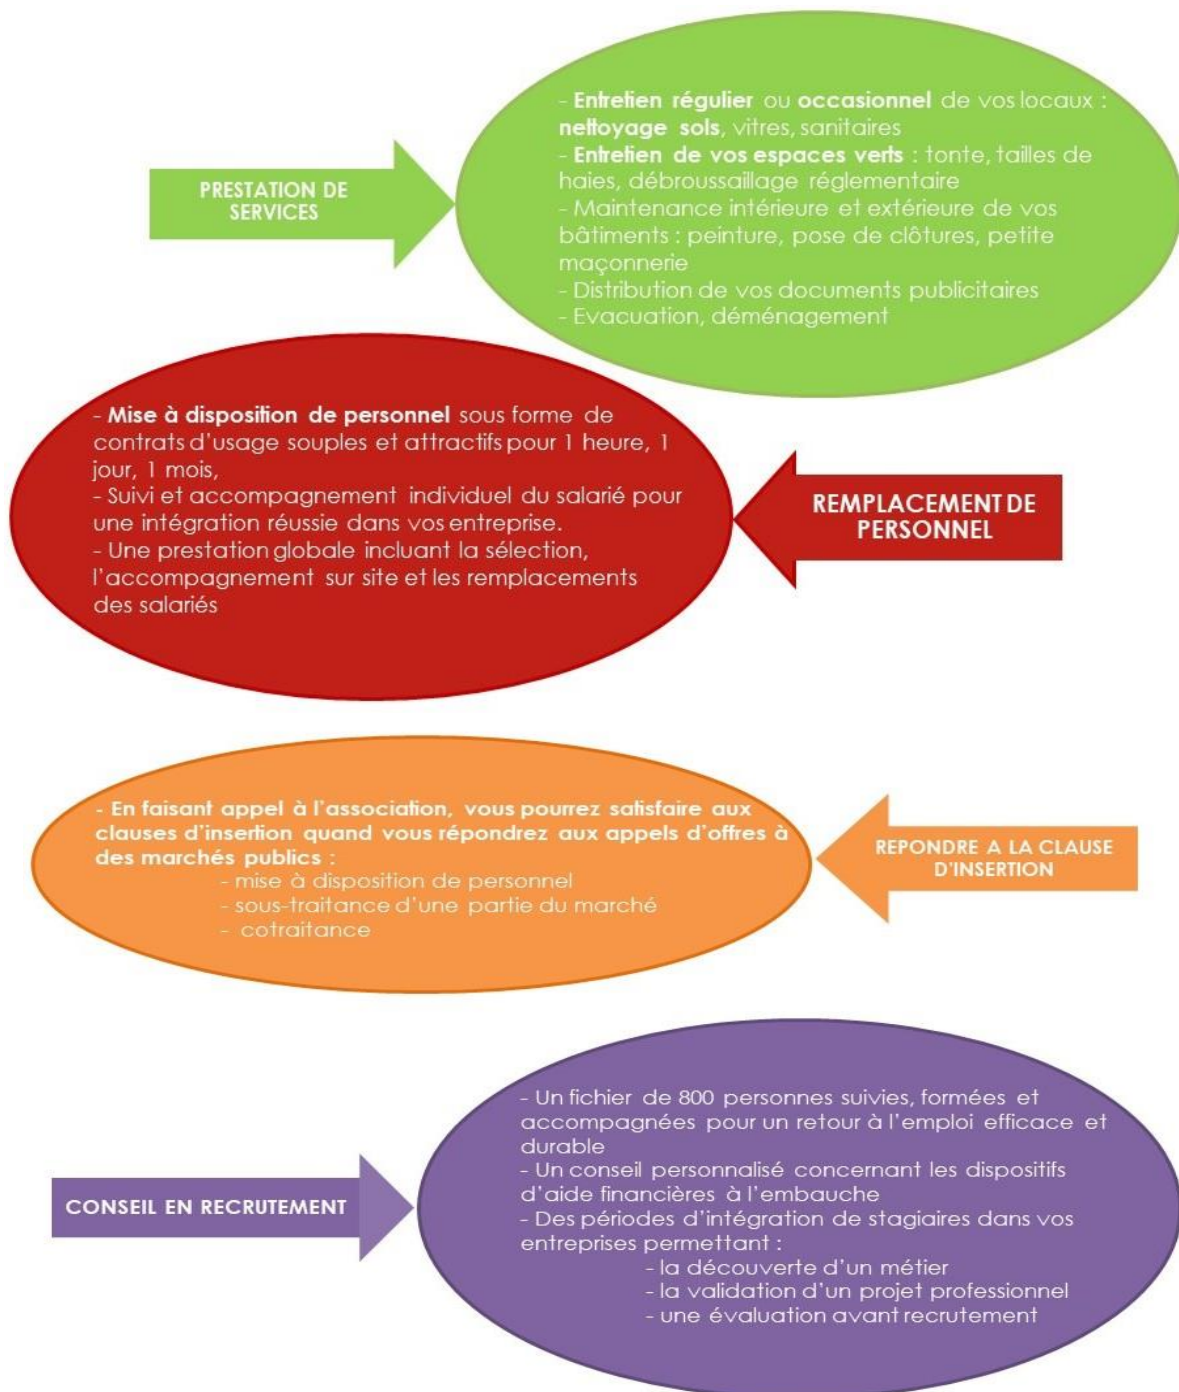 PRESTATION DE
SERVICES
- Entretien régulier ou occasionnel de vos locaux :
nettoyage sols, vitres, sanitaires
- Entretien de vos espaces verts : tonte, tailles de
haies, débroussaillage réglementaire
- Maintenance intérieure et extérieure de vos
bâtiments : peinture, pose de clôtures, petite
maçonnerie
- Distribution de vos documents publicitaires
- Evacuation, déménagement
- Mise à disposition de personnel sous forme de
contrats d'usage souples et attractifs pour 1 heure, 1
jour, 1 mois,
- Suivi et accompagnement individuel du salarié pour
une intégration réussie dans vos entreprise.
- Une prestation globale incluant la sélection,
l'accompagnement sur site et les remplacements
des salariés
REMPLACEMENT DE
PERSONNEL
- En faisant appel à l'association, vous pourrez satisfaire aux
clauses d'insertion quand vous répondrez aux appels d'offres à
des marchés publics :
- mise à disposition de personnel
- sous-traitance d'une partie du marché
- cotraitance
REPONDRE A LA CLAUSE
D'INSERTION
CONSEIL EN RECRUTEMENT
- Un fichier de 800 personnes suivies, formées et
accompagnées pour un retour à l'emploi efficace et
durable
- Un conseil personnalisé concernant les dispositifs
d'aide financières à l'embauche
- Des périodes d'intégration de stagiaires dans vos
entreprises permettant :
- la découverte d'un métier
- la validation d'un projet professionnel
- une évaluation avant recrutement